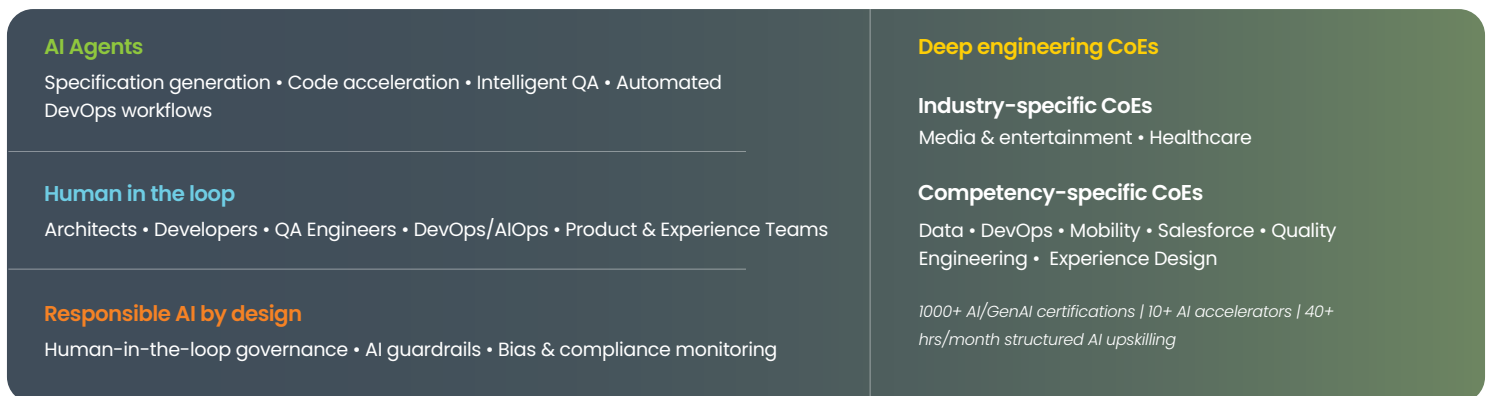 AI Agents
Specification generation • Code acceleration • Intelligent QA • Automated
DevOps workflows
Human in the loop
Architects • Developers • QA Engineers • DevOps/AIOps • Product & Experience Teams
Responsible AI by design
Human-in-the-loop governance • AI guardrails • Bias & compliance monitoring
Deep engineering CoEs
Industry-specific CoEs
Media & entertainment • Healthcare
Competency-specific CoEs
Data • DevOps • Mobility • Salesforce • Quality
Engineering • Experience Design
1000+ AI/GenAI certifications | 10+ AI accelerators | 40+
hrs/month structured AI upskilling